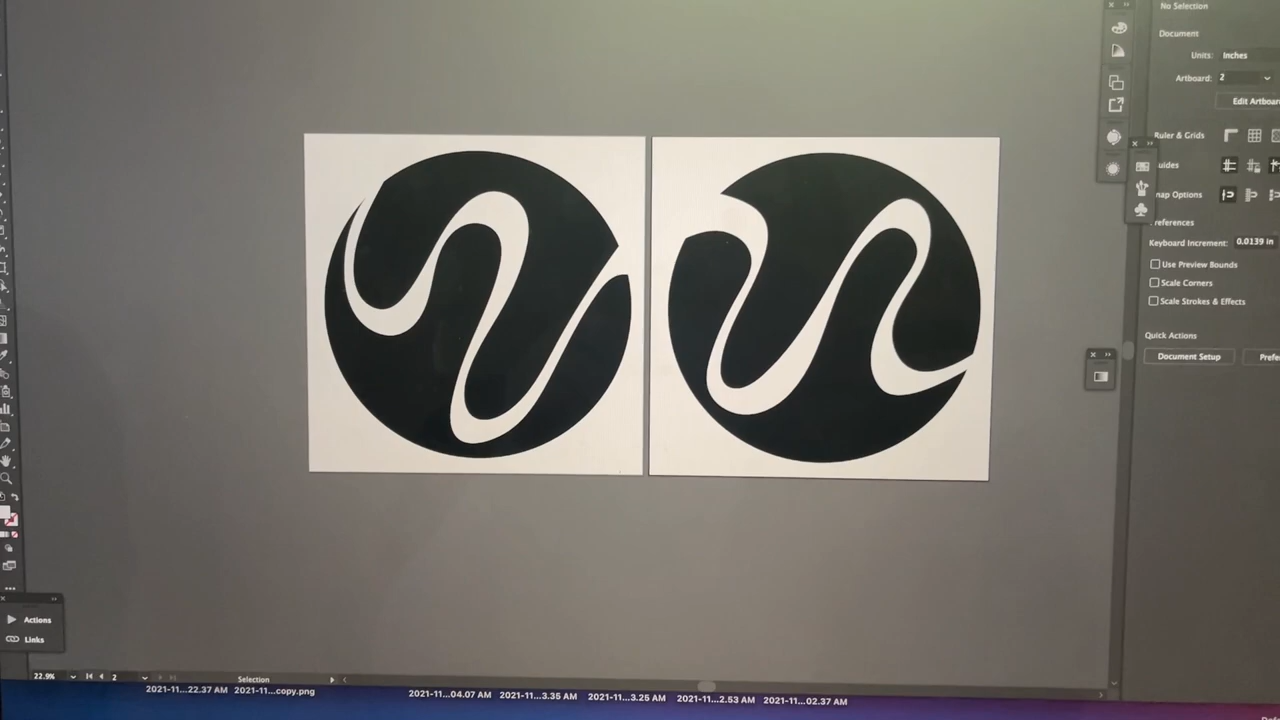 No Selection
Document
Units: Inches
Artboard: 2
Edit Artboar
Ruler & Grids
uides
nap Options
references
Keyboard Increment: 0.0139 in
Use Preview Bounds
Scale Corners
Scale Strokes & Effects
Quick Actions
Document Setup Prefe
Actions
Links
22.9% 2 Selection
2021-11...22.37 AM 2021-11...copy.png 2021-11...04.07 AM 2021-11...3.35 AM 2021-11...3.25 AM 2021-11...2.53 AM 2021-11...02.37 AM